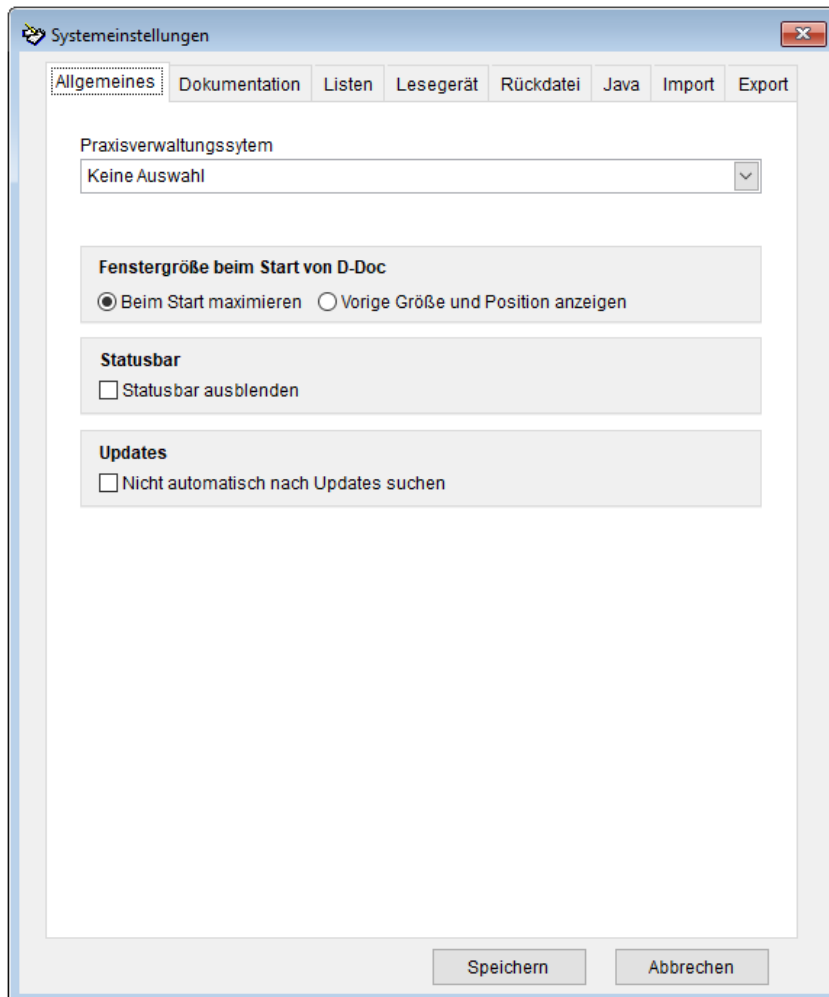 Systemeinstellungen
Allgemeines Dokumentation Listen Lesegerät Rückdatei Java Import Export
Praxisverwaltungssytem
Keine Auswahl
Fenstergröße beim Start von D-Doc
Beim Start maximieren Vorige Größe und Position anzeigen
Statusbar
Statusbar ausblenden
Updates
Nicht automatisch nach Updates suchen
Speichern Abbrechen